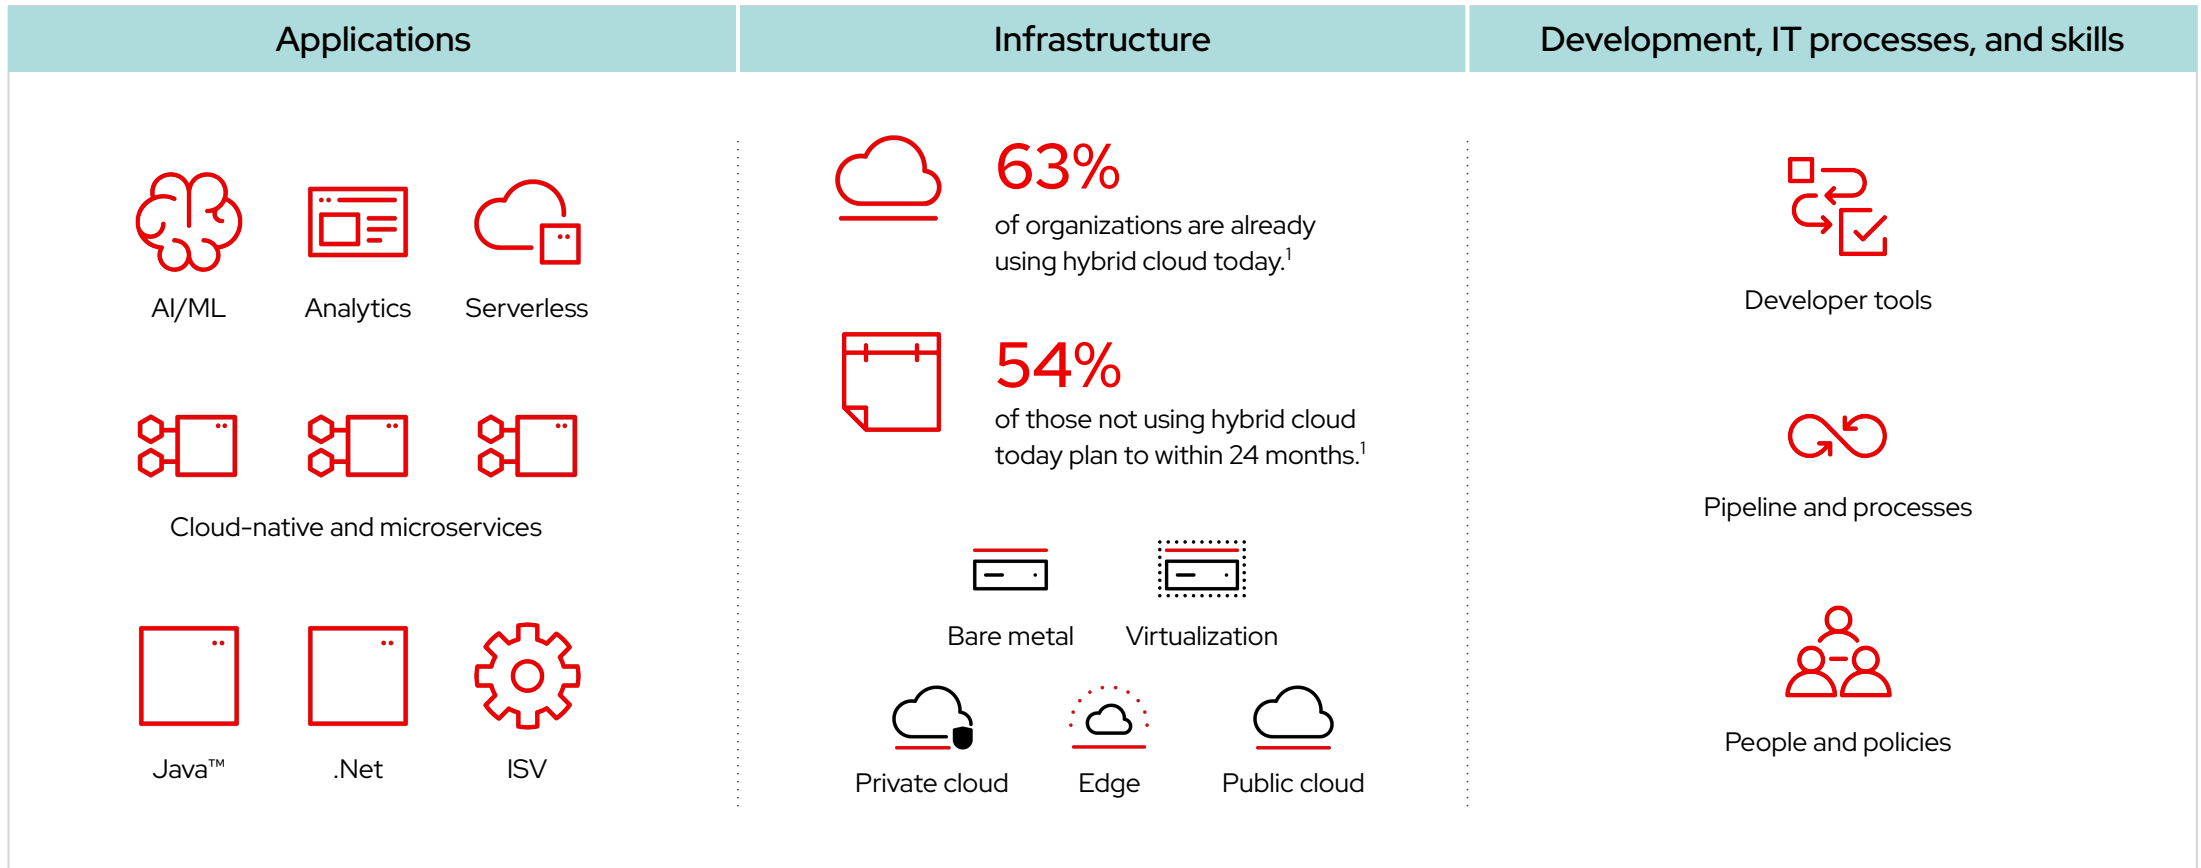 Applications
Infrastructure
Development, IT processes, and skills
AI/ML
Analytics
Serverless
Cloud-native and microservices
Java™
.Net
ISV
63%
of organizations are already
using hybrid cloud today.1
54%
of those not using hybrid cloud
today plan to within 24 months.1
Bare metal
Virtualization
Private cloud
Edge
Public cloud
Developer tools
Pipeline and processes
People and policies